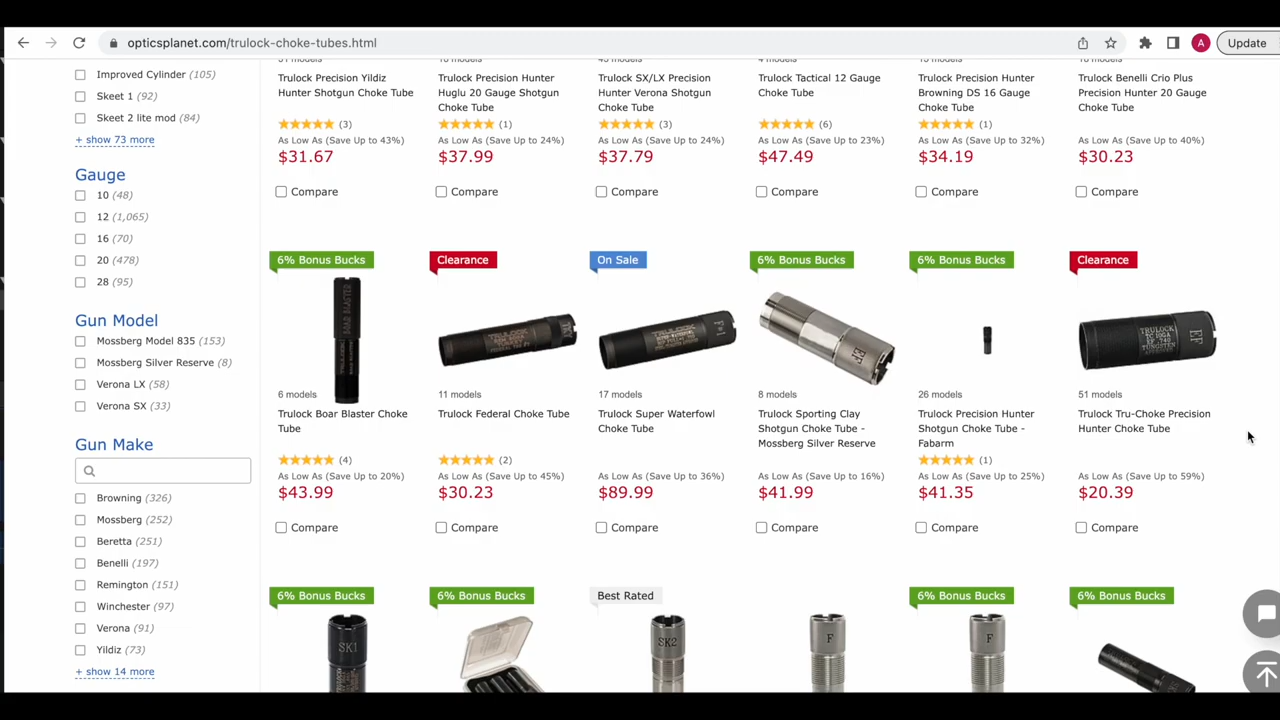 opticsplanet.com/trulock-choke-tubes.html
A
Update
Improved Cylinder (105)
Skeet 1 (92)
Skeet 2 lite mod (84)
+ show 73 more
Gauge
10 (48)
12 (1,065)
16 (70)
20 (478)
28 (95)
Gun Model
Mossberg Model 835 (153)
Mossberg Silver Reserve (8)
Verona LX (58)
Verona SX (33)
Gun Make
Browning (326)
Mossberg (252)
Beretta (251)
Benelli (197)
Remington (151)
Winchester (97)
Verona (91)
Yildiz (73)
+ show 14 more
Trulock Precision Yildiz
Hunter Shotgun Choke Tube
(3)
As Low As (Save Up to 43%)
$31.67
Compare
Trulock Precision Hunter
Huglu 20 Gauge Shotgun
Choke Tube
(1)
As Low As (Save Up to 24%)
$37.99
Compare
Trulock SX/LX Precision
Hunter Verona Shotgun
Choke Tube
(3)
As Low As (Save Up to 24%)
$37.79
Compare
Trulock Tactical 12 Gauge
Choke Tube
(6)
As Low As (Save Up to 23%)
$47.49
Compare
Trulock Precision Hunter
Browning DS 16 Gauge
Choke Tube
(1)
As Low As (Save Up to 32%)
$34.19
Compare
Trulock Benelli Crio Plus
Precision Hunter 20 Gauge
Choke Tube
As Low As (Save Up to 40%)
$30.23
Compare
6% Bonus Bucks
BOAR BLASTER
6 models
Trulock Boar Blaster Choke
Tube
(4)
As Low As (Save Up to 20%)
$43.99
Compare
Clearance
TRULOCK
11 models
Trulock Federal Choke Tube
(2)
As Low As (Save Up to 45%)
$30.23
Compare
On Sale
TRULOCK
17 models
Trulock Super Waterfowl
Choke Tube
As Low As (Save Up to 36%)
$89.99
Compare
6% Bonus Bucks
EF
8 models
Trulock Sporting Clay
Shotgun Choke Tube -
Mossberg Silver Reserve
As Low As (Save Up to 16%)
$41.99
Compare
6% Bonus Bucks
26 models
Trulock Precision Hunter
Shotgun Choke Tube -
Fabarm
(1)
As Low As (Save Up to 25%)
$41.35
Compare
Clearance
TRULOCK
EF
51 models
Trulock Tru-Choke Precision
Hunter Choke Tube
As Low As (Save Up to 59%)
$20.39
Compare
6% Bonus Bucks
SK1
6% Bonus Bucks
Best Rated
SK2
F
6% Bonus Bucks
F
6% Bonus Bucks